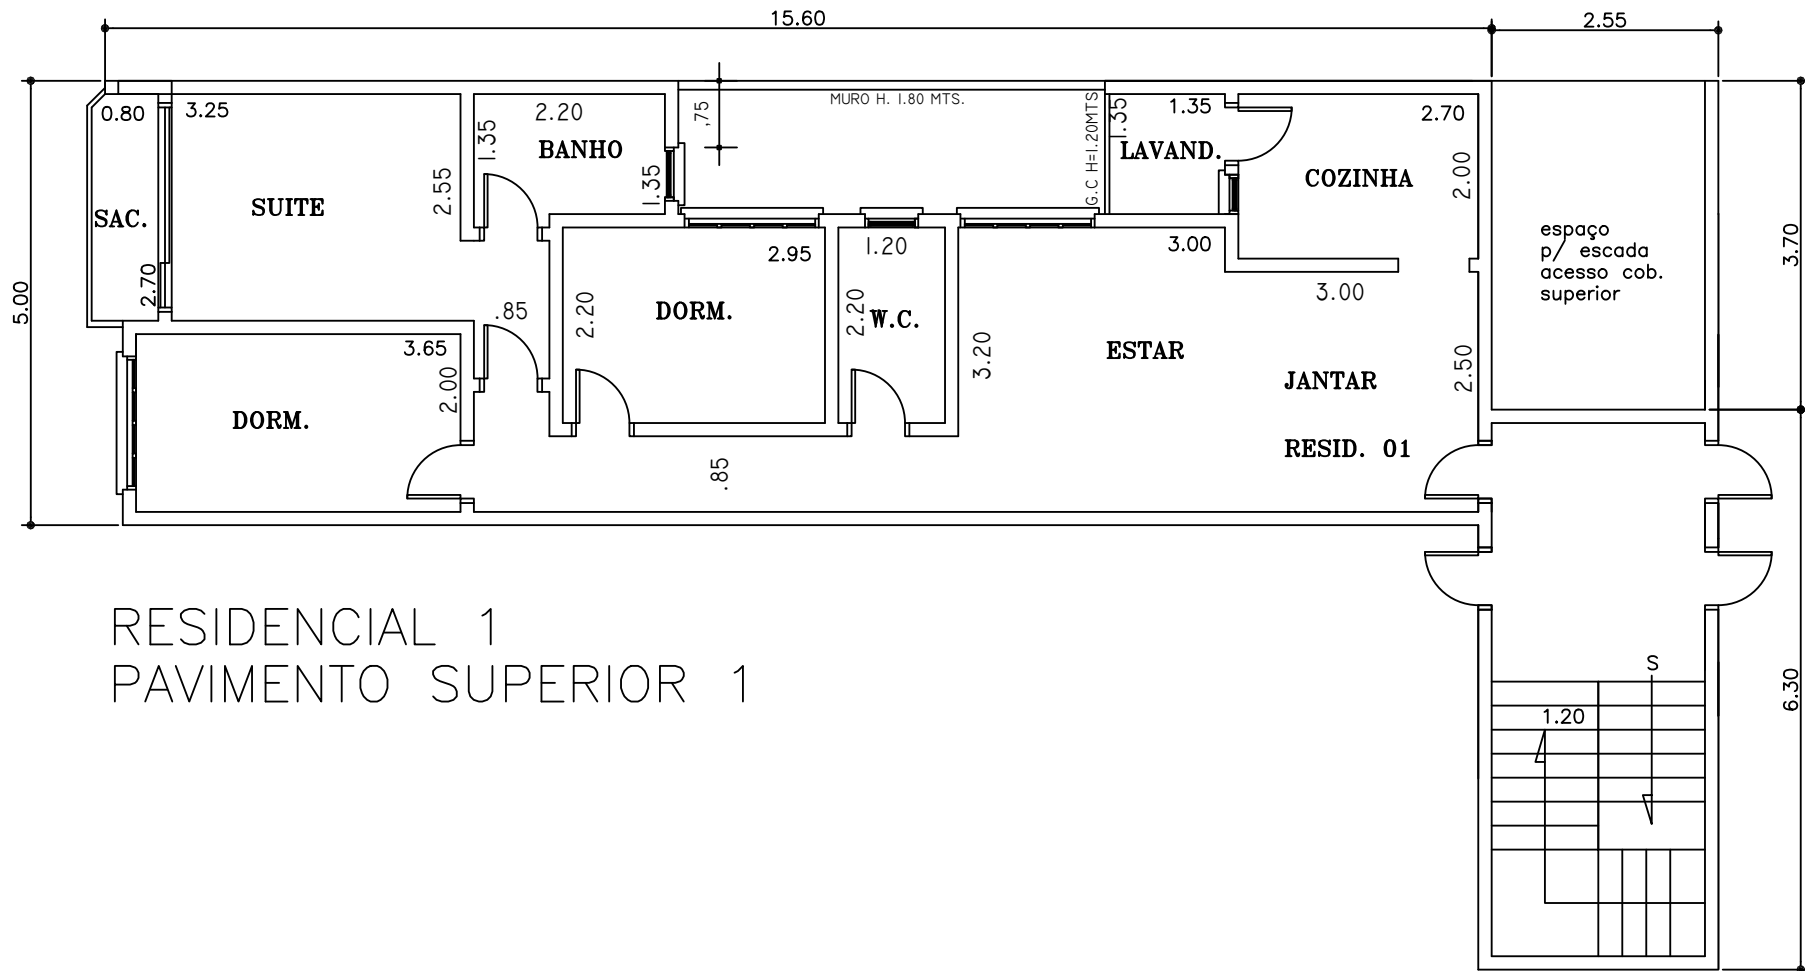 15.60
2.55
0.80
3.25
2.20
BANHO
1.35
1.35
,75
MURO H. 1.80 MTS.
G.C H=1.20MTS
1.35
1.35
LAVAND.
2.70
COZINHA
2.00
SAC.
SUITE
2.55
2.70
5.00
.85
2.95
2.20
DORM.
1.20
2.20
W.C.
3.00
3.20
ESTAR
3.00
JANTAR
2.50
RESID. 01
espaço
p/ escada
acesso cob.
superior
3.70
3.65
2.00
DORM.
.85
RESIDENCIAL 1
PAVIMENTO SUPERIOR 1
S
1.20
6.30